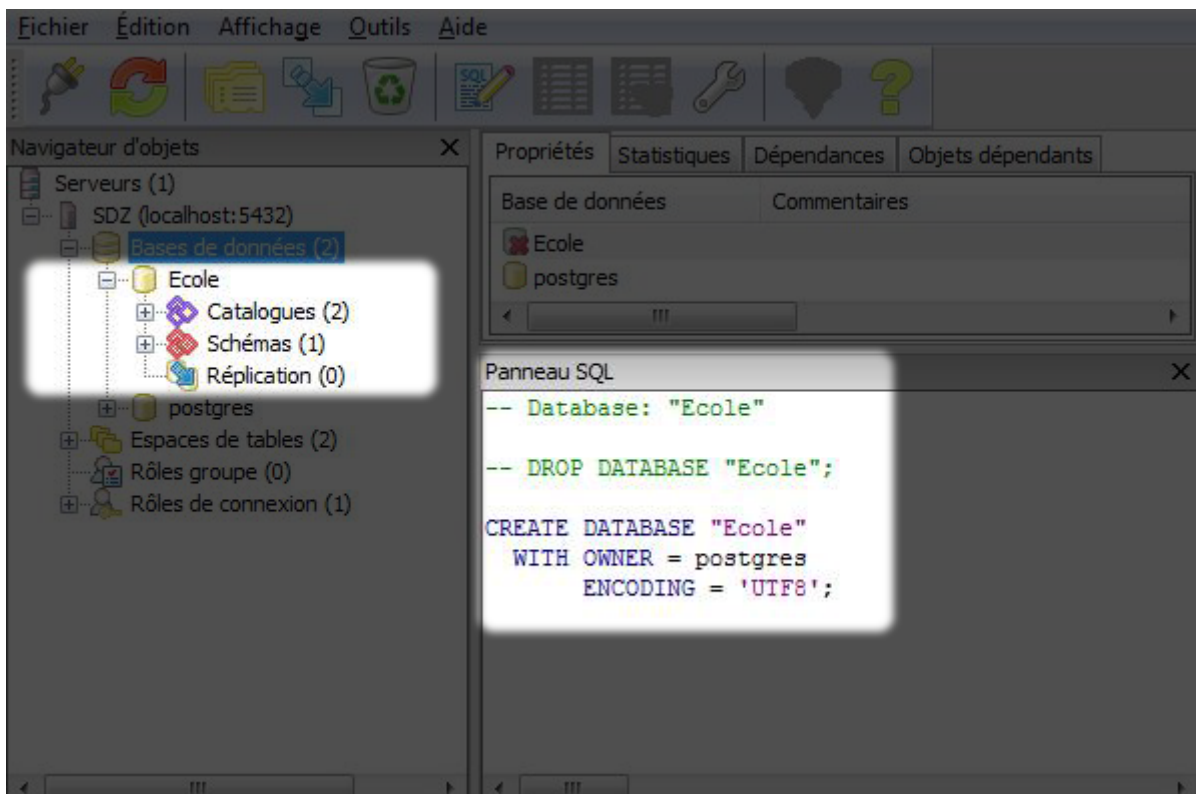 Fichier Édition Affichage Outils Aide
SQL
Navigateur d'objets
Serveurs (1)
SDZ (localhost:5432)
Bases de données (2)
Ecole
Catalogues (2)
Schémas (1)
Réplication (0)
postgres
Espaces de tables (2)
Rôles groupe (0)
Rôles de connexion (1)
Propriétés Statistiques Dépendances Objets dépendants
Base de données Commentaires
Ecole
postgres
Panneau SQL
-- Database: "Ecole"
-- DROP DATABASE "Ecole";
CREATE DATABASE "Ecole"
WITH OWNER = postgres
ENCODING = 'UTF8';